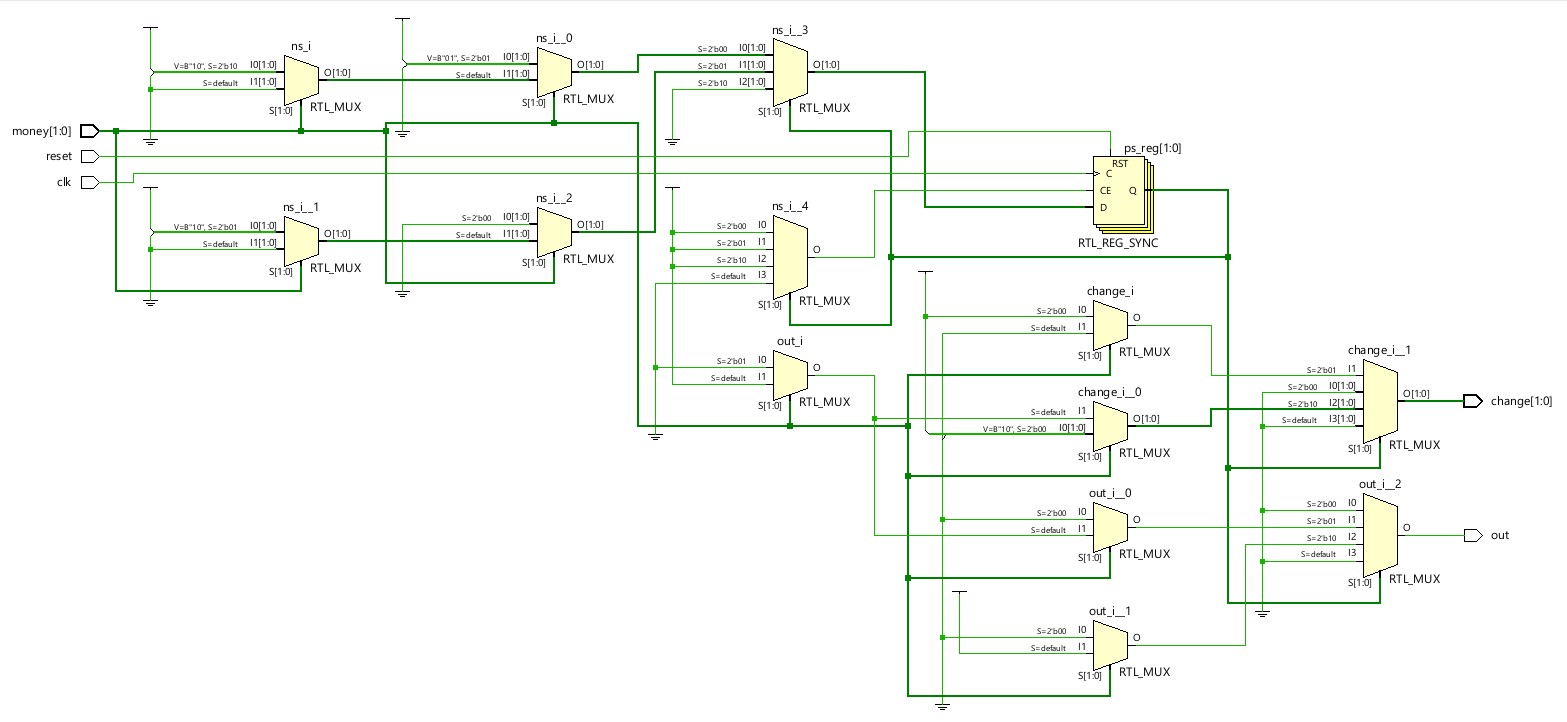 ns_i
V=B"10", S=2'b10 I0[1:0]
S=default I1[1:0]
O[1:0]
S[1:0]
RTL_MUX
ns_i__0
V=B"01", S=2'b01 I0[1:0]
S=default I1[1:0]
O[1:0]
S[1:0]
RTL_MUX
ns_i__3
S=2'b00 I0[1:0]
S=2'b01 I1[1:0]
S=2'b10 I2[1:0]
O[1:0]
S[1:0]
RTL_MUX
money[1:0]
reset
clk
ps_reg[1:0]
RST
C
CE Q
D
RTL_REG_SYNC
ns_i__1
V=B"10", S=2'b01 I0[1:0]
S=default I1[1:0]
O[1:0]
S[1:0]
RTL_MUX
ns_i__2
S=2'b00 I0[1:0]
S=default I1[1:0]
O[1:0]
S[1:0]
RTL_MUX
ns_i__4
S=2'b00 I0
S=2'b01 I1
S=2'b10 I2
S=default I3
O
S[1:0]
RTL_MUX
out_i
S=2'b01 I0
S=default I1
O
S[1:0]
RTL_MUX
change_i
S=2'b00 I0
S=default I1
O
S[1:0]
RTL_MUX
change_i__0
S=default I1
V=B"10", S=2'b00 I0[1:0]
O[1:0]
S[1:0]
RTL_MUX
out_i__0
S=2'b00 I0
S=default I1
O
S[1:0]
RTL_MUX
out_i__1
S=2'b00 I0
S=default I1
O
S[1:0]
RTL_MUX
change_i__1
S=2'b01 I1
S=2'b00 I0[1:0]
S=2'b10 I2[1:0]
S=default I3[1:0]
O[1:0]
S[1:0]
RTL_MUX
change[1:0]
out_i__2
S=2'b00 I0
S=2'b01 I1
S=2'b10 I2
S=default I3
O
S[1:0]
RTL_MUX
out